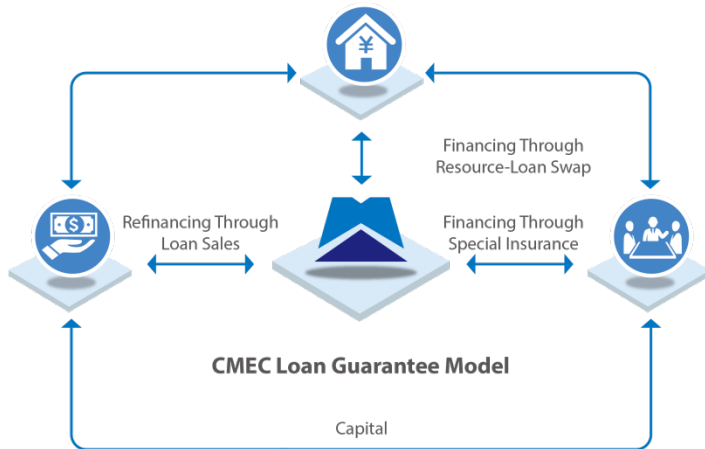 ¥
Financing Through
Resource-Loan Swap
$
Refinancing Through
Loan Sales
Financing Through
Special Insurance
CMEC Loan Guarantee Model
Capital